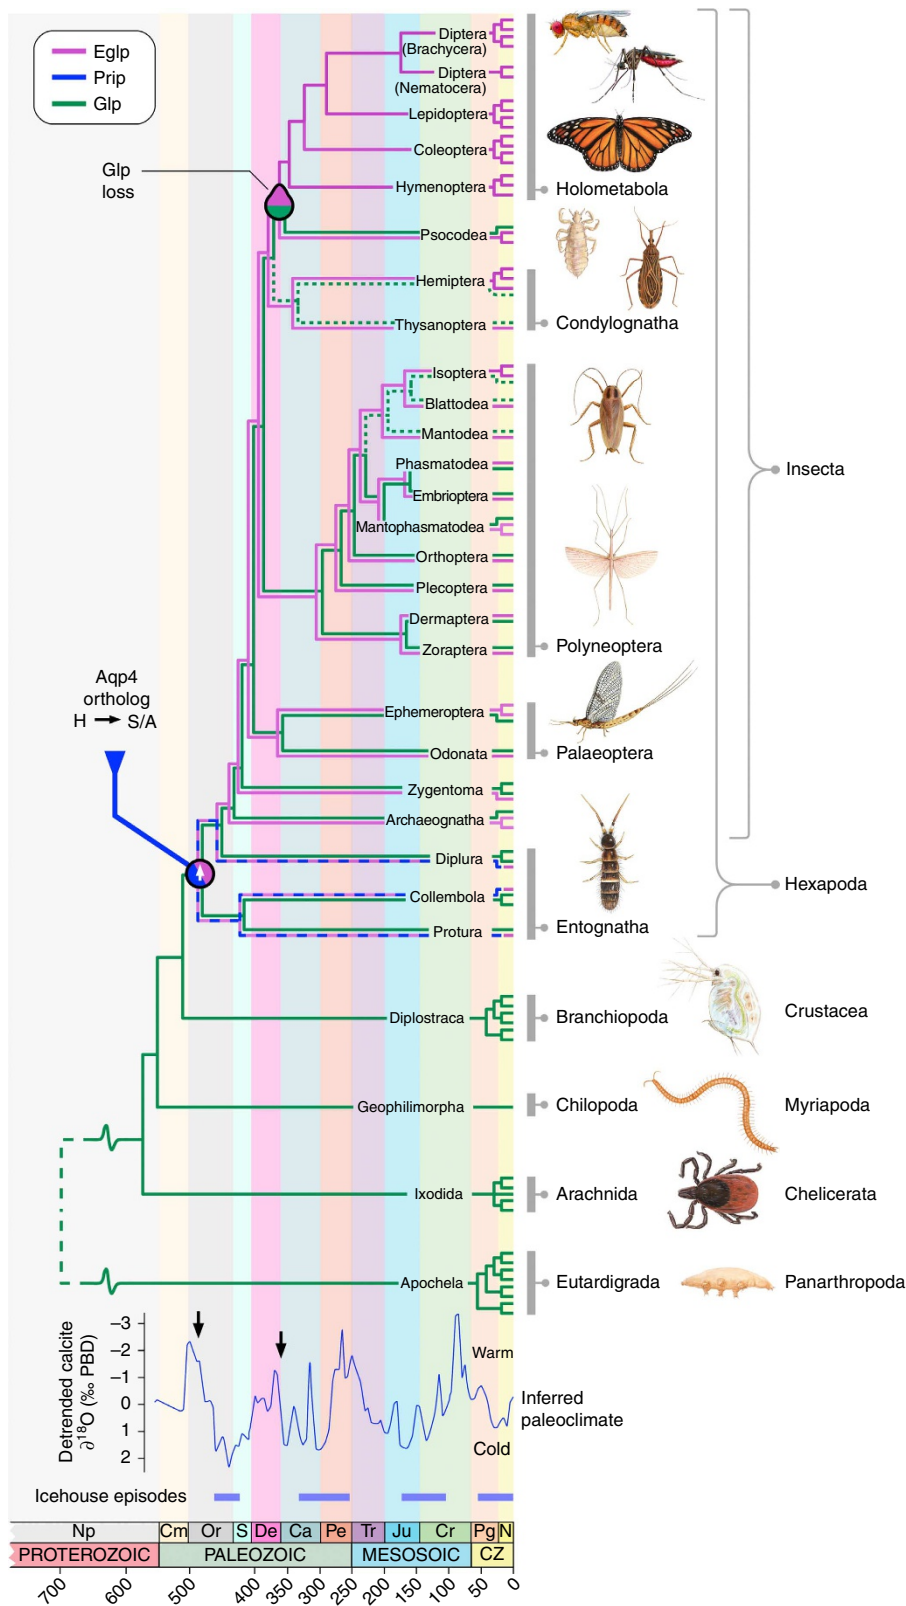 Eglp
Prip
Glp
Glp
loss
Diptera
(Brachycera)
Diptera
(Nematocera)
Lepidoptera
Coleoptera
Hymenoptera
Holometabola
Psocodea
Hemiptera
Thysanoptera
Condylognatha
Isoptera
Blattodea
Mantodea
Phasmatodea
Embrioptera
Mantophasmatodea
Orthoptera
Plecoptera
Dermaptera
Zoraptera
Polyneoptera
Insecta
Aqp4
ortholog
H → S/A
Ephemeroptera
Odonata
Palaeoptera
Zygentoma
Archaeognatha
Diplura
Collembola
Protura
Entognatha
Hexapoda
Diplostraca
Branchiopoda
Crustacea
Geophilimorpha
Chilopoda
Myriapoda
Ixodida
Arachnida
Chelicerata
Apochela
Eutardigrada
Panarthropoda
Detrended calcite
∂18O (‰ PBD)
–3
–2
–1
0
1
2
Warm
Cold
Inferred
paleoclimate
Icehouse episodes
Np Cm Or S De Ca Pe Tr Ju Cr Pg N
PROTEROZOIC PALEOZOIC MESOSOIC CZ
700 600 500 400 350 300 250 200 150 100 50 0